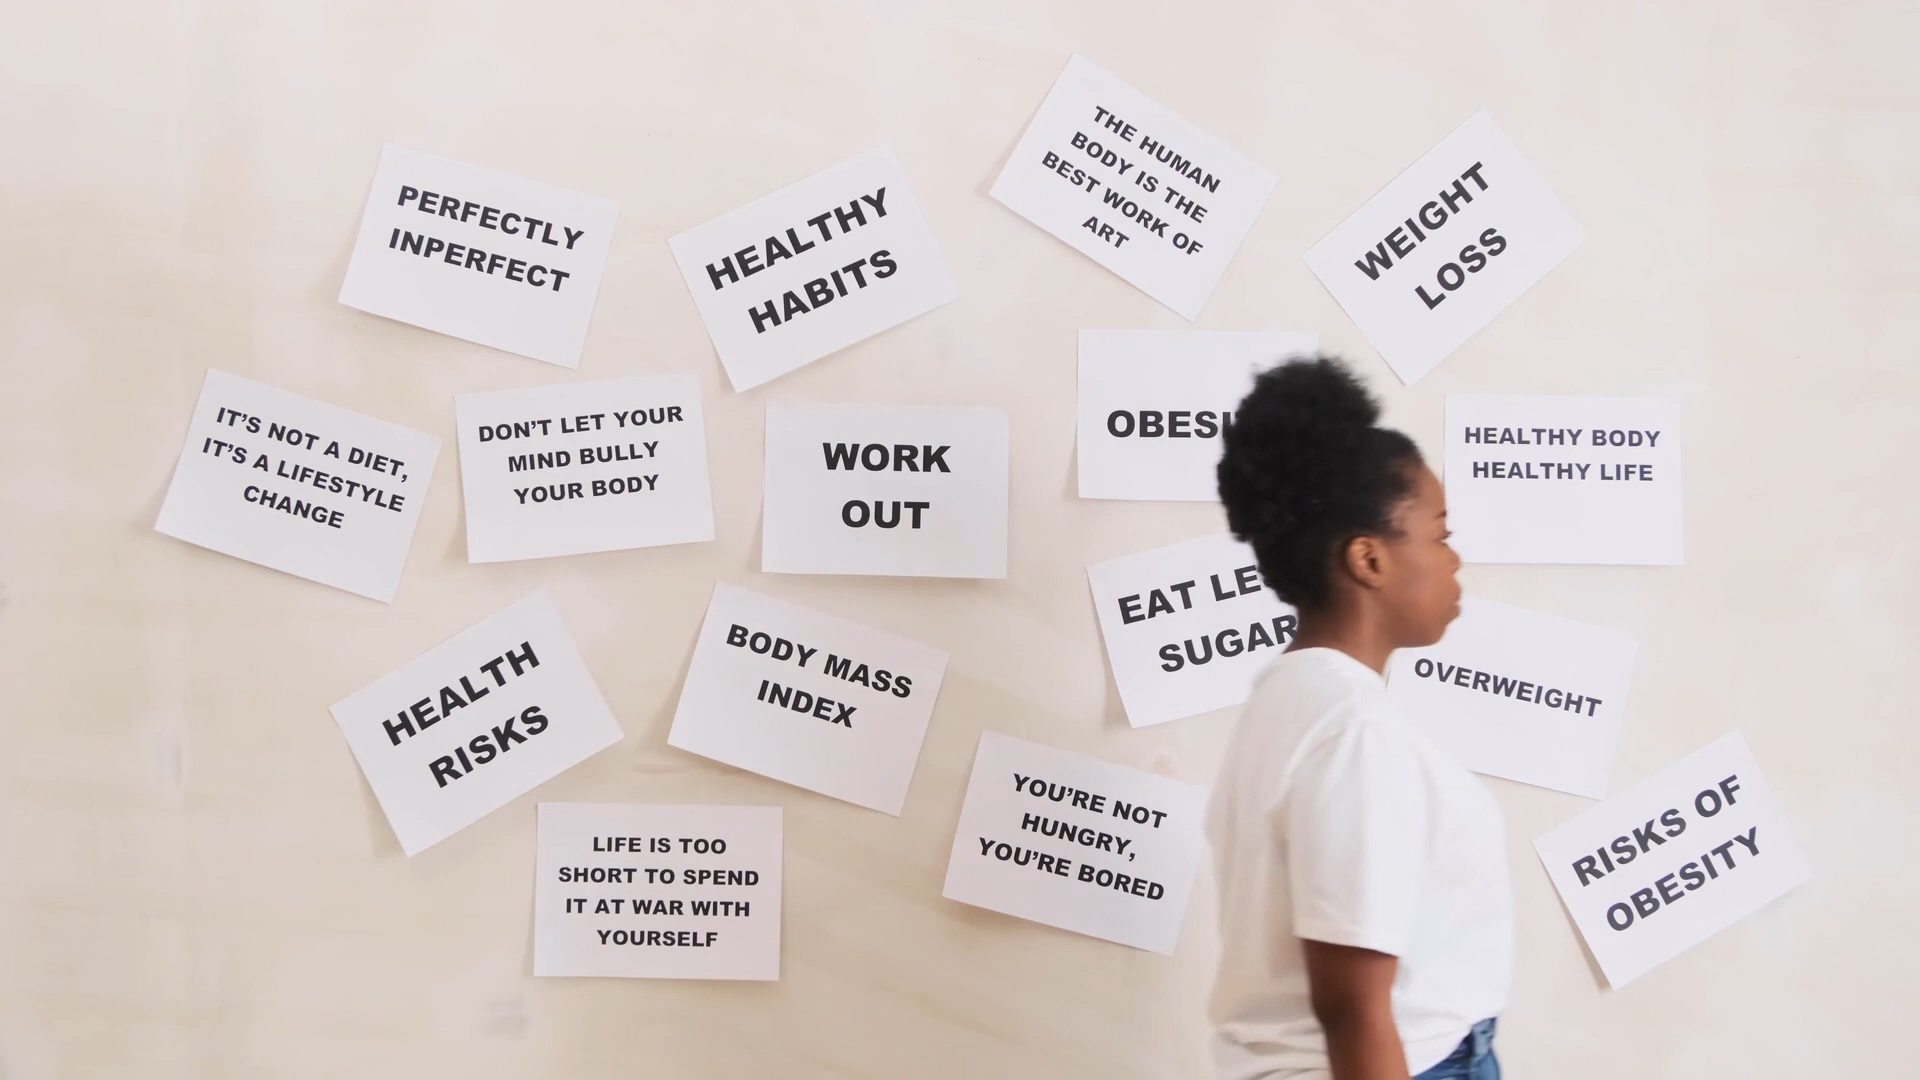 THE HUMAN
BODY IS THE
BEST WORK OF
ART
WEIGHT
LOSS
PERFECTLY
INPERFECT
HEALTHY
HABITS
IT'S NOT A DIET,
IT'S A LIFESTYLE
CHANGE
DON'T LET YOUR
MIND BULLY
YOUR BODY
WORK
OUT
HEALTHY BODY
HEALTHY LIFE
EAT
SUGAR
OVERWEIGHT
HEALTH
RISKS
BODY MASS
INDEX
YOU'RE NOT
HUNGRY,
YOU'RE BORED
RISKS OF
OBESITY
LIFE IS TOO
SHORT TO SPEND
IT AT WAR WITH
YOURSELF